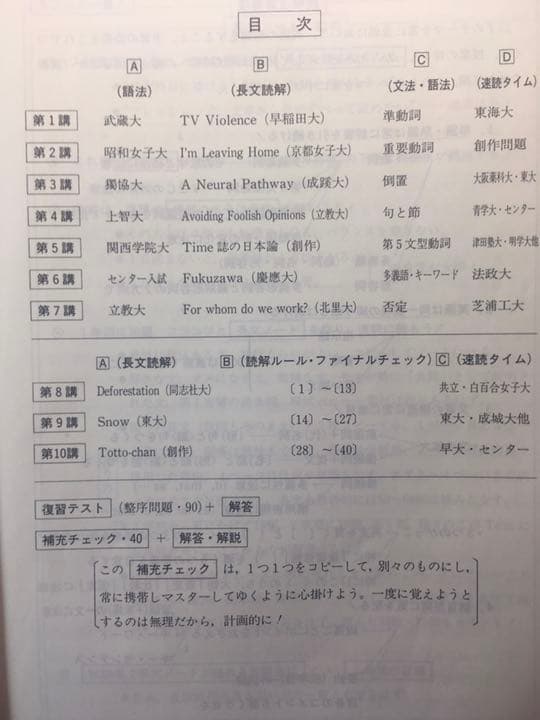 目次
A B C D
(語法) (長文読解) (文法・語法) (速読タイム)
第1講 武蔵大 TV Violence (早稲田大) 準動詞 東海大
第2講 昭和女子大 I'm Leaving Home (京都女子大) 重要動詞 創作問題
第3講 獨協大 A Neural Pathway (成蹊大) 倒置 大阪薬科大・東大
第4講 上智大 Avoiding Foolish Opinions (立教大) 句と節 青学大・センター
第5講 関西学院大 Time誌の日本論 (創作) 第5文型動詞 津田塾大・明学大他
第6講 センター入試 Fukuzawa (慶應大) 多義語・キーワード 法政大
第7講 立教大 For whom do we work? (北里大) 否定 芝浦工大
A (長文読解) B (読解ルール・ファイナルチェック) C (速読タイム)
第8講 Deforestation (同志社大) 〔1〕〜〔13〕 共立・白百合女子大
第9講 Snow (東大) 〔14〕〜〔27〕 東大・成城大他
第10講 Totto-chan (創作) 〔28〕〜〔40〕 早大・センター
復習テスト (整序問題・90) + 解答
補充チェック・40 + 解答・解説
この 補充チェック は,1つ1つをコピーして,別々のものにし,
常に携帯しマスターしてゆくように心掛けよう。一度に覚えようと
するのは無理だから,計画的に!